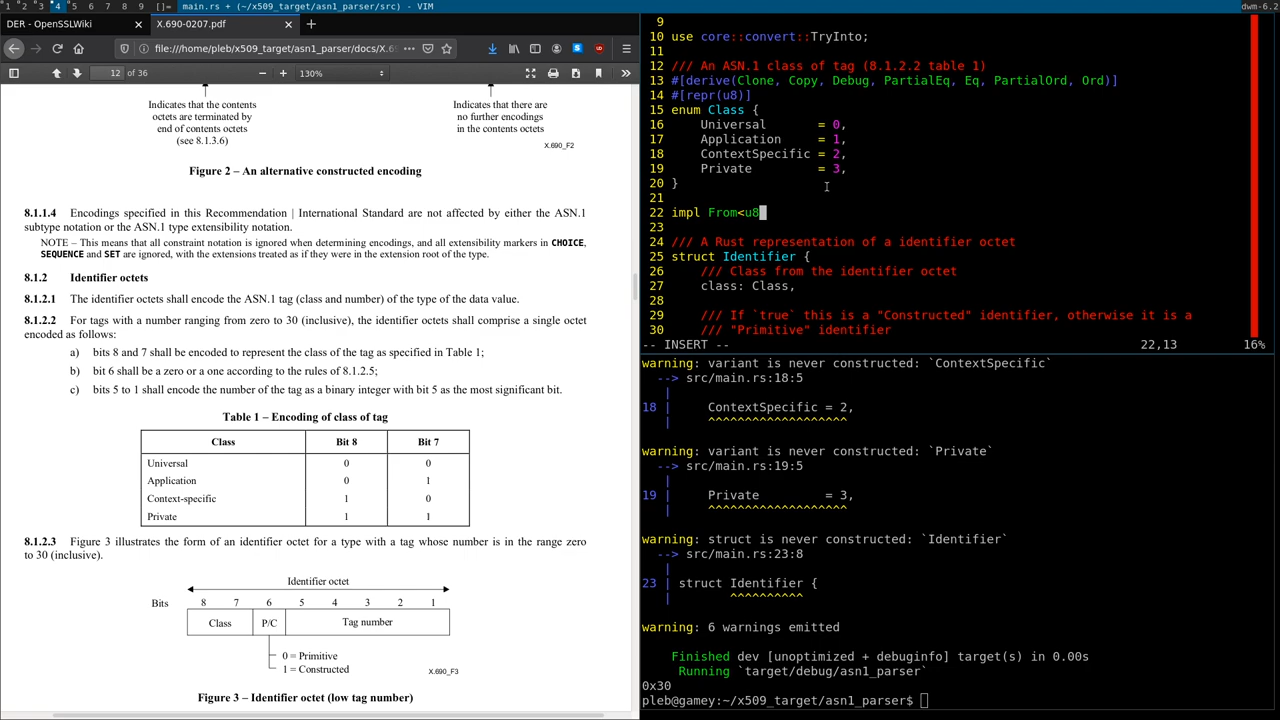 1 2 3 4 5 6 7 8 9 []= main.rs + (~/x509_target/asn1_parser/src) - VIM dwm-6.2
DER - OpenSSLWiki X.690-0207.pdf
file:///home/pleb/x509_target/asn1_parser/docs/X.6
12 of 36 130%
Indicates that the contents
octets are terminated by
end of contents octets
(see 8.1.3.6)
Indicates that there are
no further encodings
in the contents octets
X.690_F2
Figure 2 – An alternative constructed encoding
8.1.1.4 Encodings specified in this Recommendation | International Standard are not affected by either the ASN.1
subtype notation or the ASN.1 type extensibility notation.
NOTE – This means that all constraint notation is ignored when determining encodings, and all extensibility markers in CHOICE,
SEQUENCE and SET are ignored, with the extensions treated as if they were in the extension root of the type.
8.1.2 Identifier octets
8.1.2.1 The identifier octets shall encode the ASN.1 tag (class and number) of the type of the data value.
8.1.2.2 For tags with a number ranging from zero to 30 (inclusive), the identifier octets shall comprise a single octet
encoded as follows:
a) bits 8 and 7 shall be encoded to represent the class of the tag as specified in Table 1;
b) bit 6 shall be a zero or a one according to the rules of 8.1.2.5;
c) bits 5 to 1 shall encode the number of the tag as a binary integer with bit 5 as the most significant bit.
Table 1 – Encoding of class of tag
Class Bit 8 Bit 7
Universal 0 0
Application 0 1
Context-specific 1 0
Private 1 1
8.1.2.3 Figure 3 illustrates the form of an identifier octet for a type with a tag whose number is in the range zero
to 30 (inclusive).
Identifier octet
Bits 8 7 6 5 4 3 2 1
Class P/C Tag number
0 = Primitive
1 = Constructed
X.690_F3
Figure 3 – Identifier octet (low tag number)
9
10 use core::convert::TryInto;
11
12 /// An ASN.1 class of tag (8.1.2.2 table 1)
13 #[derive(Clone, Copy, Debug, PartialEq, Eq, PartialOrd, Ord)]
14 #[repr(u8)]
15 enum Class {
16     Universal       = 0,
17     Application     = 1,
18     ContextSpecific = 2,
19     Private         = 3,
20 }
21
22 impl From<u8
23
24 /// A Rust representation of a identifier octet
25 struct Identifier {
26     /// Class from the identifier octet
27     class: Class,
28
29     /// If `true` this is a "Constructed" identifier, otherwise it is a
30     /// "Primitive" identifier
-- INSERT -- 22,13 16%
warning: variant is never constructed: `ContextSpecific`
--> src/main.rs:18:5
|
18 |     ContextSpecific = 2,
|     ^^^^^^^^^^^^^^^^^^^
warning: variant is never constructed: `Private`
--> src/main.rs:19:5
|
19 |     Private         = 3,
|     ^^^^^^^^^^^^^^^^^^^
warning: struct is never constructed: `Identifier`
--> src/main.rs:23:8
|
23 | struct Identifier {
|        ^^^^^^^^^^
warning: 6 warnings emitted
Finished dev [unoptimized + debuginfo] target(s) in 0.00s
Running `target/debug/asn1_parser`
0x30
pleb@gamey:~/x509_target/asn1_parser$